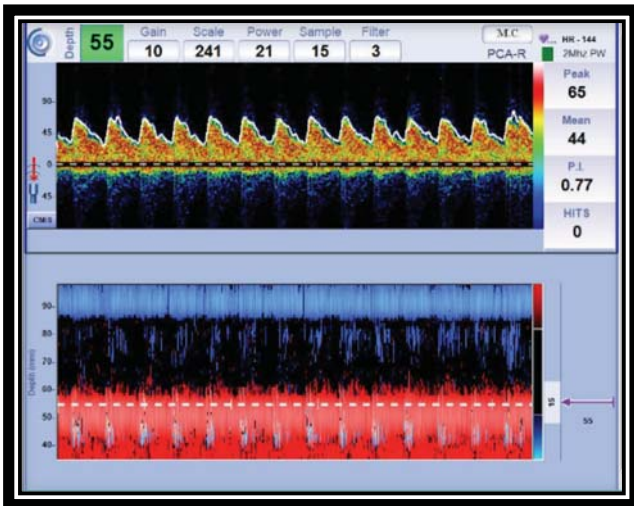 Depth 55 Gain Scale Power Sample Filter
10 241 21 15 3
M.C
PCA-R
HR - 144
2Mhz PW
Peak
65
Mean
44
P.I.
0.77
HITS
0
90
45
0
45
CM/S
Depth (mm)
90
80
70
60
50
40
15
55